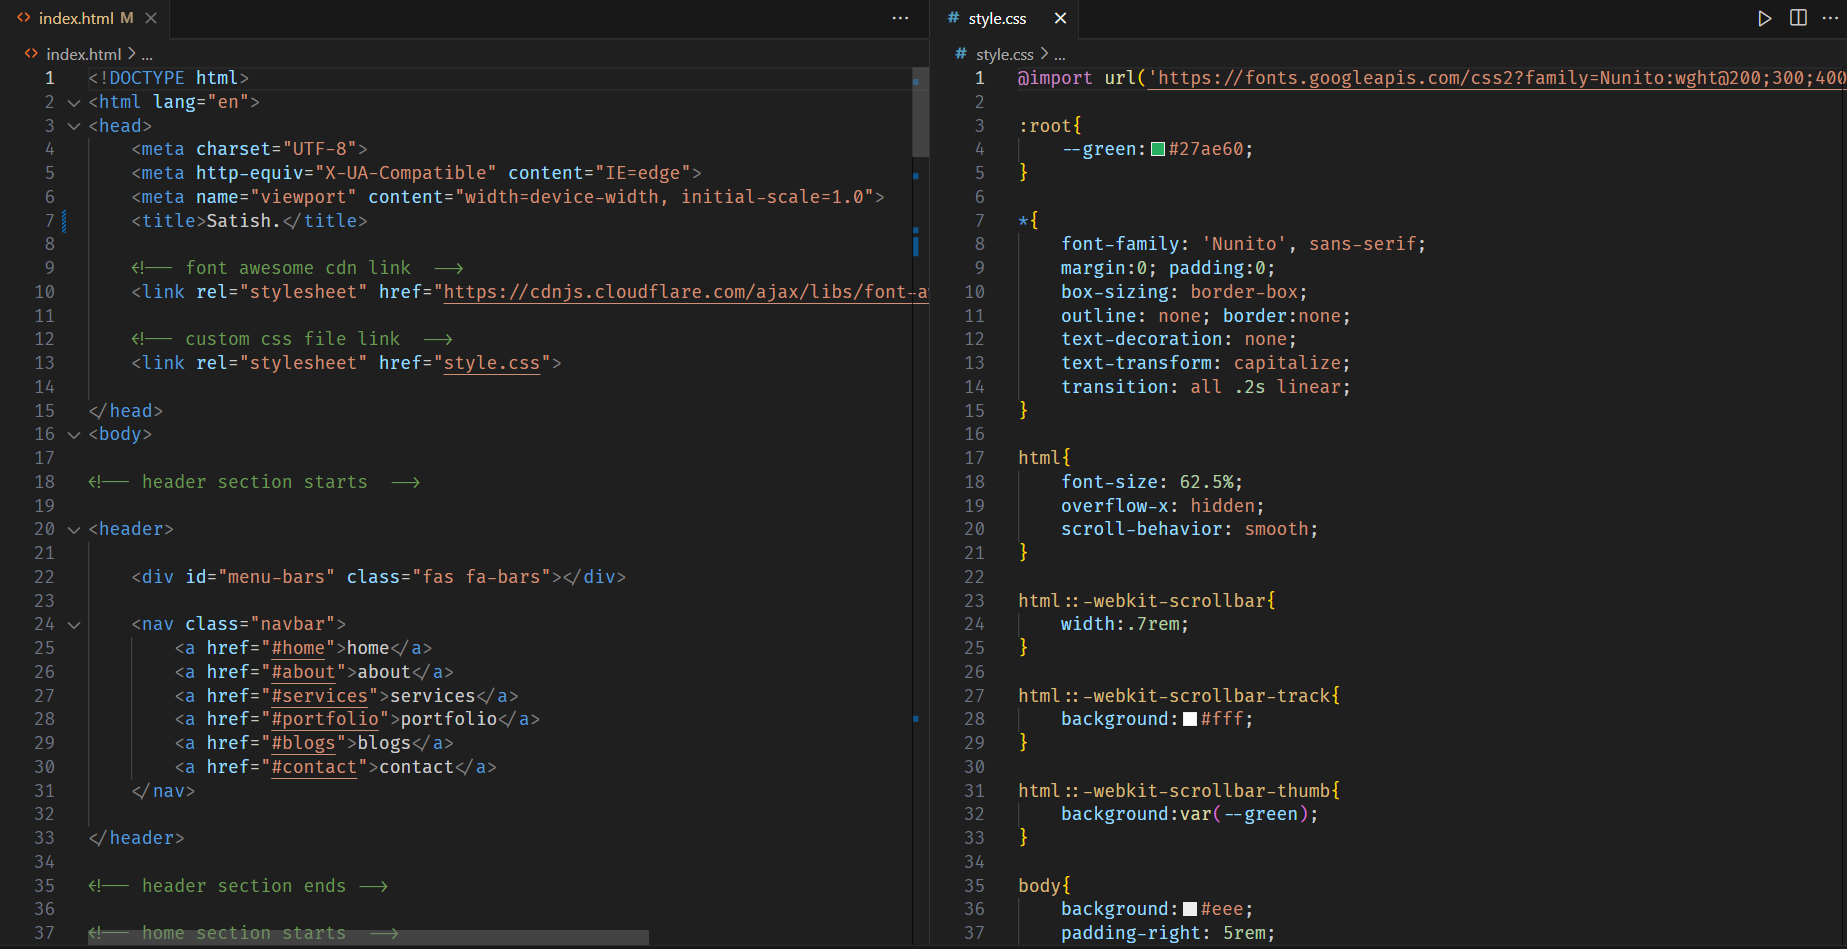 index.html M
index.html > ...
1 <!DOCTYPE html>
2 <html lang="en">
3 <head>
4 <meta charset="UTF-8">
5 <meta http-equiv="X-UA-Compatible" content="IE=edge">
6 <meta name="viewport" content="width=device-width, initial-scale=1.0">
7 <title>Satish.</title>
8
9 <!-- font awesome cdn link  -->
10 <link rel="stylesheet" href="https://cdnjs.cloudflare.com/ajax/libs/font-a
11
12 <!-- custom css file link  -->
13 <link rel="stylesheet" href="style.css">
14
15 </head>
16 <body>
17
18 <!-- header section starts  -->
19
20 <header>
21
22 <div id="menu-bars" class="fas fa-bars"></div>
23
24 <nav class="navbar">
25 <a href="#home">home</a>
26 <a href="#about">about</a>
27 <a href="#services">services</a>
28 <a href="#portfolio">portfolio</a>
29 <a href="#blogs">blogs</a>
30 <a href="#contact">contact</a>
31 </nav>
32
33 </header>
34
35 <!-- header section ends -->
36
37 <!-- home section starts  -->
style.css
style.css > ...
1 @import url('https://fonts.googleapis.com/css2?family=Nunito:wght@200;300;400
2
3 :root{
4 --green:#27ae60;
5 }
6
7 *{
8 font-family: 'Nunito', sans-serif;
9 margin:0; padding:0;
10 box-sizing: border-box;
11 outline: none; border:none;
12 text-decoration: none;
13 text-transform: capitalize;
14 transition: all .2s linear;
15 }
16
17 html{
18 font-size: 62.5%;
19 overflow-x: hidden;
20 scroll-behavior: smooth;
21 }
22
23 html::-webkit-scrollbar{
24 width:.7rem;
25 }
26
27 html::-webkit-scrollbar-track{
28 background:#fff;
29 }
30
31 html::-webkit-scrollbar-thumb{
32 background:var(--green);
33 }
34
35 body{
36 background:#eee;
37 padding-right: 5rem;